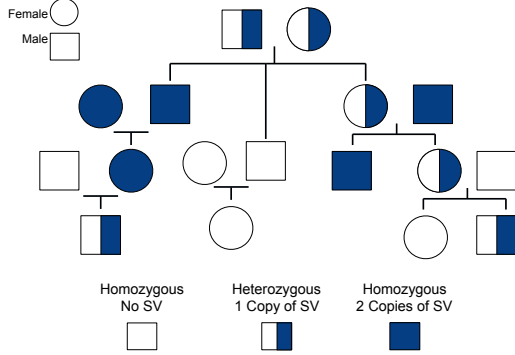 Female
Male
Homozygous
No SV
Heterozygous
1 Copy of SV
Homozygous
2 Copies of SV